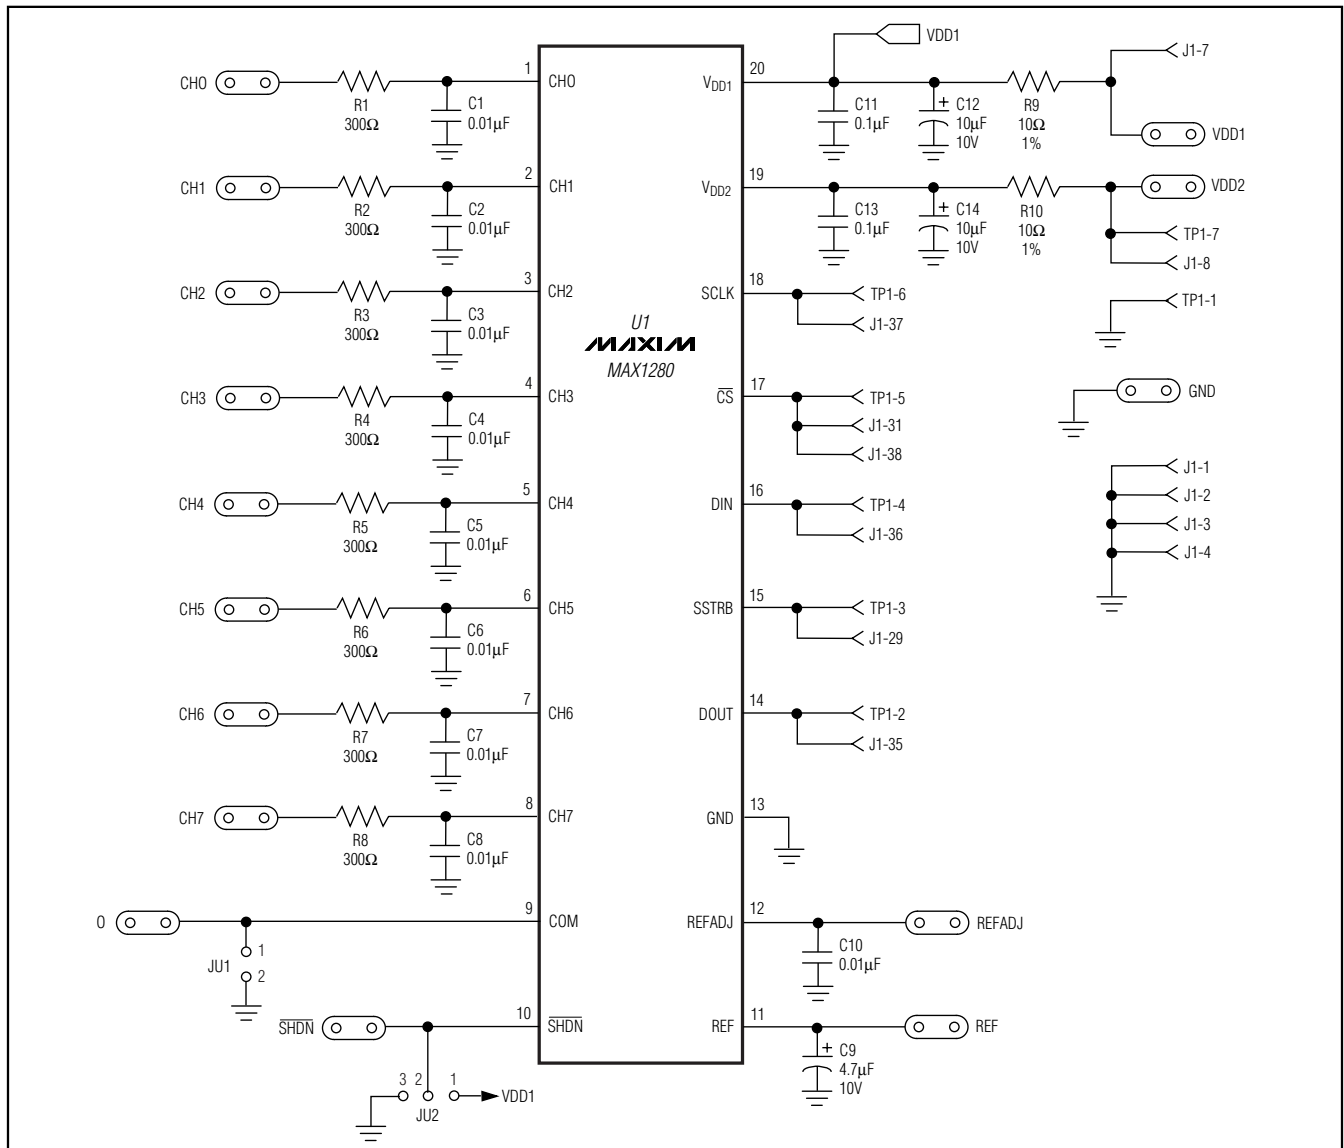 VDD1
J1-7
CH0
R1
300Ω
C1
0.01µF
1
CH0
VDD1
20
C11
0.1µF
+
C12
10µF
10V
R9
10Ω
1%
VDD1
CH1
R2
300Ω
C2
0.01µF
2
CH1
VDD2
19
C13
0.1µF
+
C14
10µF
10V
R10
10Ω
1%
VDD2
TP1-7
J1-8
CH2
R3
300Ω
C3
0.01µF
3
CH2
SCLK
18
TP1-6
J1-37
TP1-1
U1
MAXIM
MAX1280
CH3
R4
300Ω
C4
0.01µF
4
CH3
CS
17
TP1-5
J1-31
J1-38
GND
CH4
R5
300Ω
C5
0.01µF
5
CH4
DIN
16
TP1-4
J1-36
J1-1
J1-2
J1-3
J1-4
CH5
R6
300Ω
C6
0.01µF
6
CH5
SSTRB
15
TP1-3
J1-29
CH6
R7
300Ω
C7
0.01µF
7
CH6
DOUT
14
TP1-2
J1-35
CH7
R8
300Ω
C8
0.01µF
8
CH7
GND
13
0
JU1
1
2
9
COM
REFADJ
12
C10
0.01µF
REFADJ
SHDN
10
SHDN
REF
11
+
C9
4.7µF
10V
REF
3 2 1
VDD1
JU2